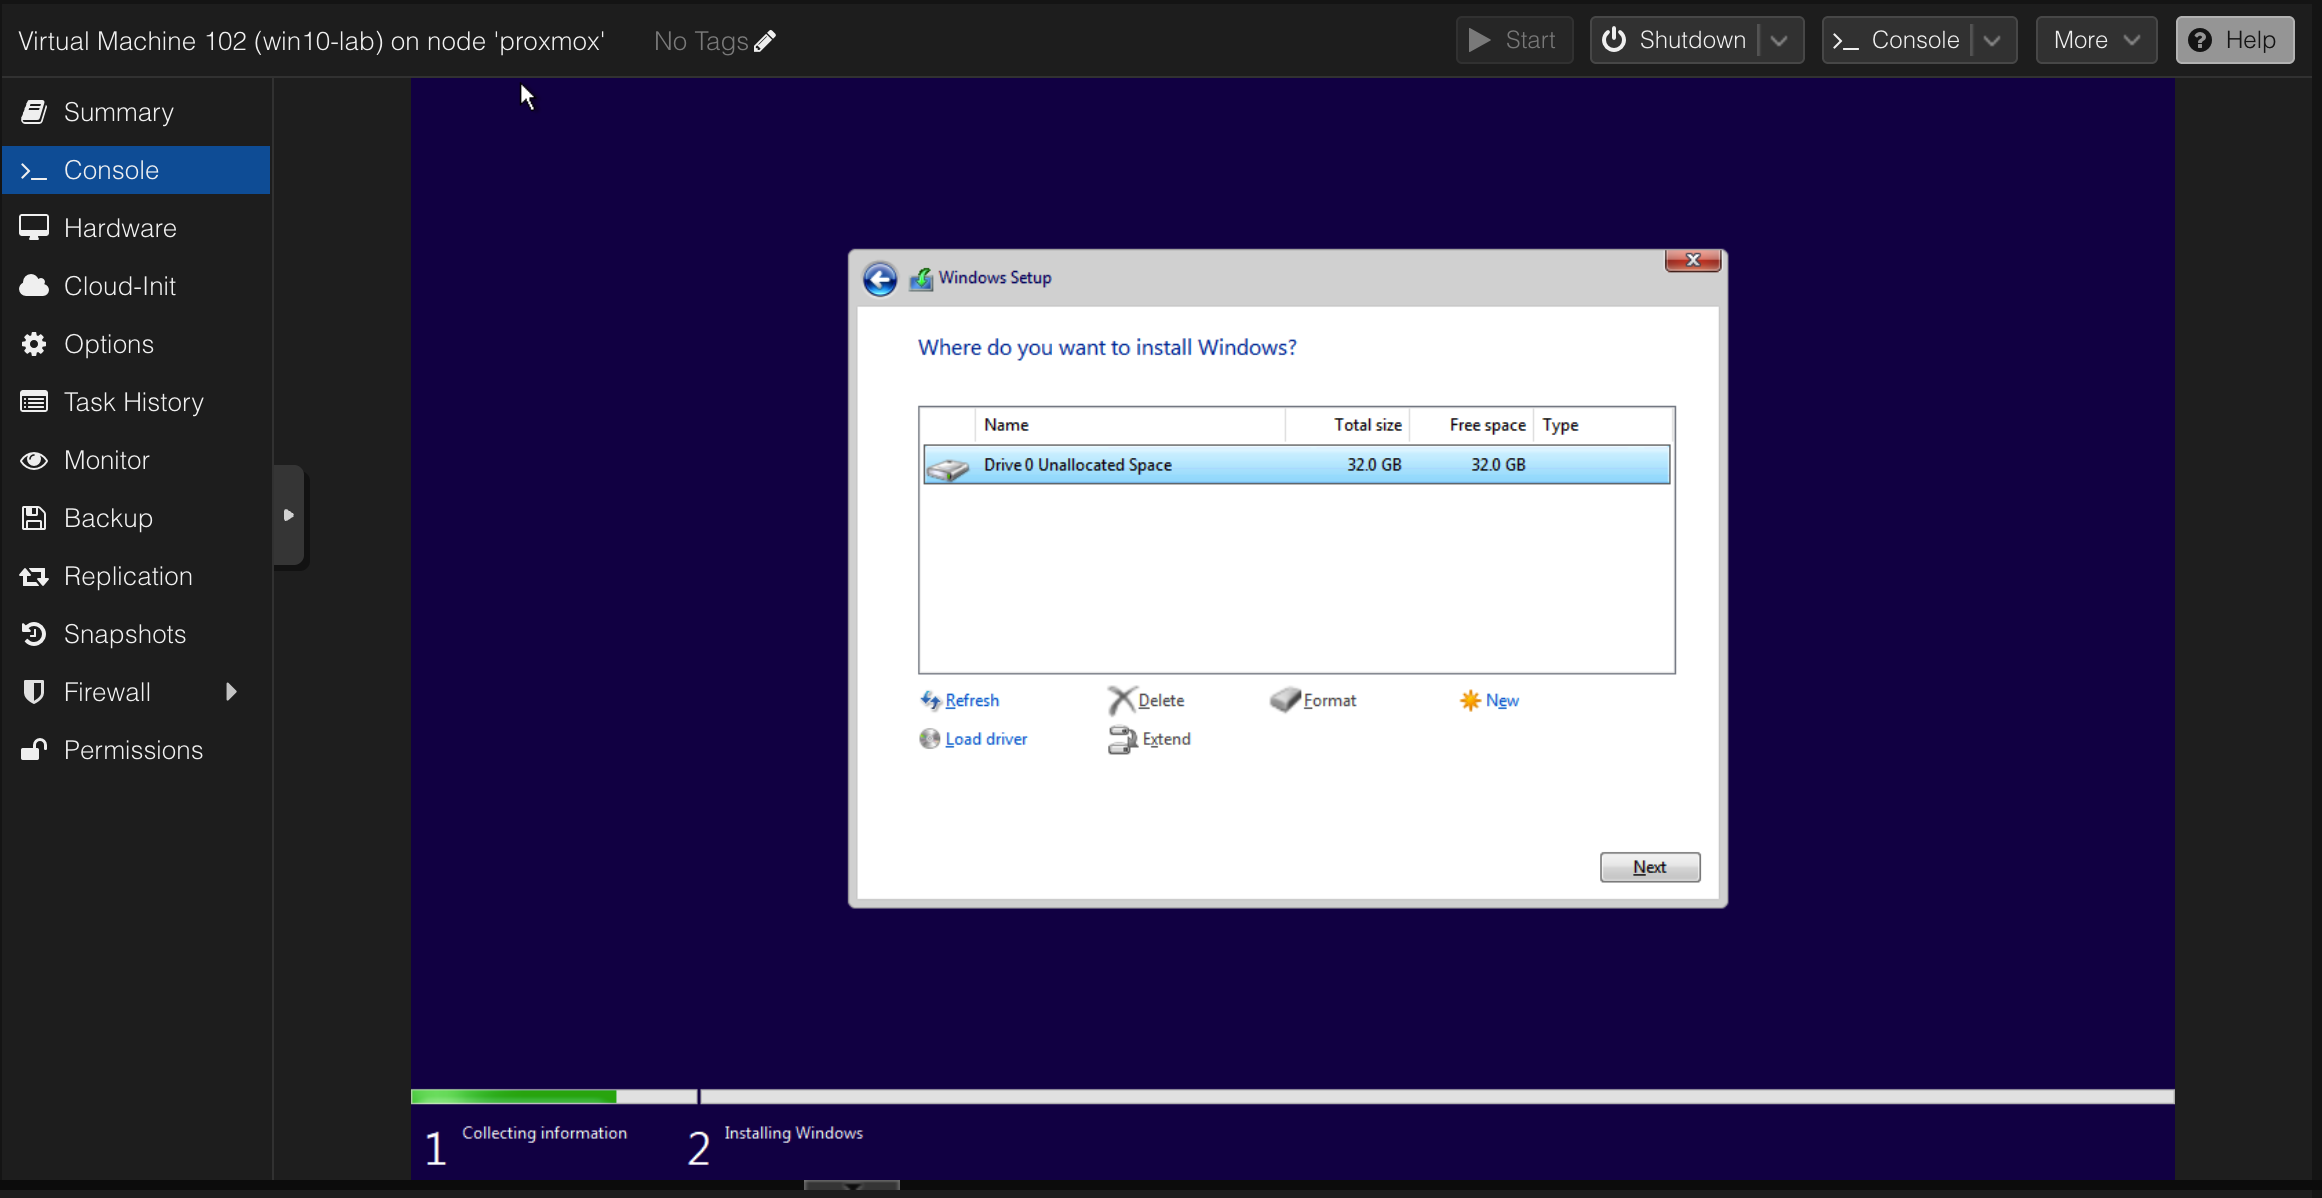 Virtual Machine 102 (win10-lab) on node 'proxmox' No Tags Start Shutdown >_ Console More ? Help
Summary
>_ Console
Hardware
Cloud-Init
Options
Task History
Monitor
Backup
Replication
Snapshots
Firewall
Permissions
Windows Setup
Where do you want to install Windows?
Name Total size Free space Type
Drive 0 Unallocated Space 32.0 GB 32.0 GB
Refresh Delete Format New
Load driver Extend
Next
1 Collecting information 2 Installing Windows